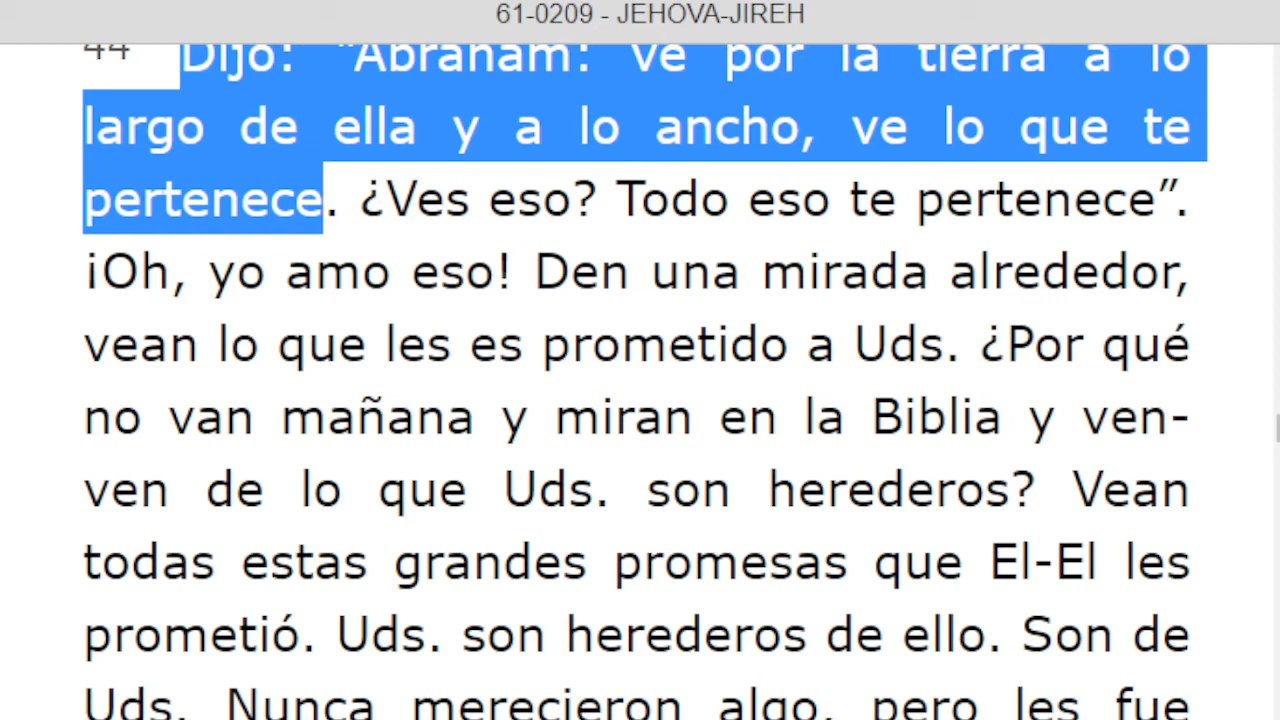 61-0209 - JEHOVA-JIREH
44 Dijo: “Abraham: ve por la tierra a lo
largo de ella y a lo ancho, ve lo que te
pertenece. ¿Ves eso? Todo eso te pertenece”.
¡Oh, yo amo eso! Den una mirada alrededor,
vean lo que les es prometido a Uds. ¿Por qué
no van mañana y miran en la Biblia y ven-
ven de lo que Uds. son herederos? Vean
todas estas grandes promesas que El-El les
prometió. Uds. son herederos de ello. Son de
Uds. Nunca merecieron algo, pero les fue